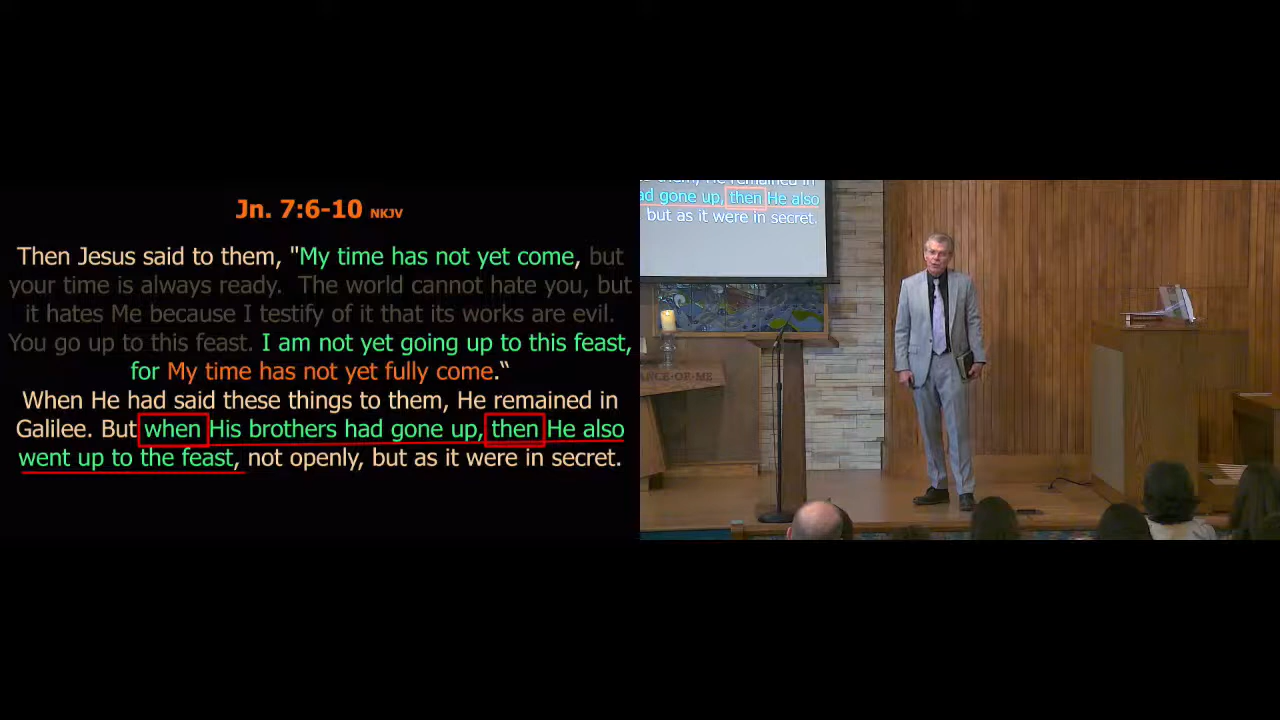 Jn. 7:6-10 NKJV
Then Jesus said to them, "My time has not yet come, but
your time is always ready. The world cannot hate you, but
it hates Me because I testify of it that its works are evil.
You go up to this feast. I am not yet going up to this feast,
for My time has not yet fully come.“
When He had said these things to them, He remained in
Galilee. But when His brothers had gone up, then He also
went up to the feast, not openly, but as it were in secret.
remained in
ad gone up, then He also
but as it were in secret.
ANCE·OF·ME